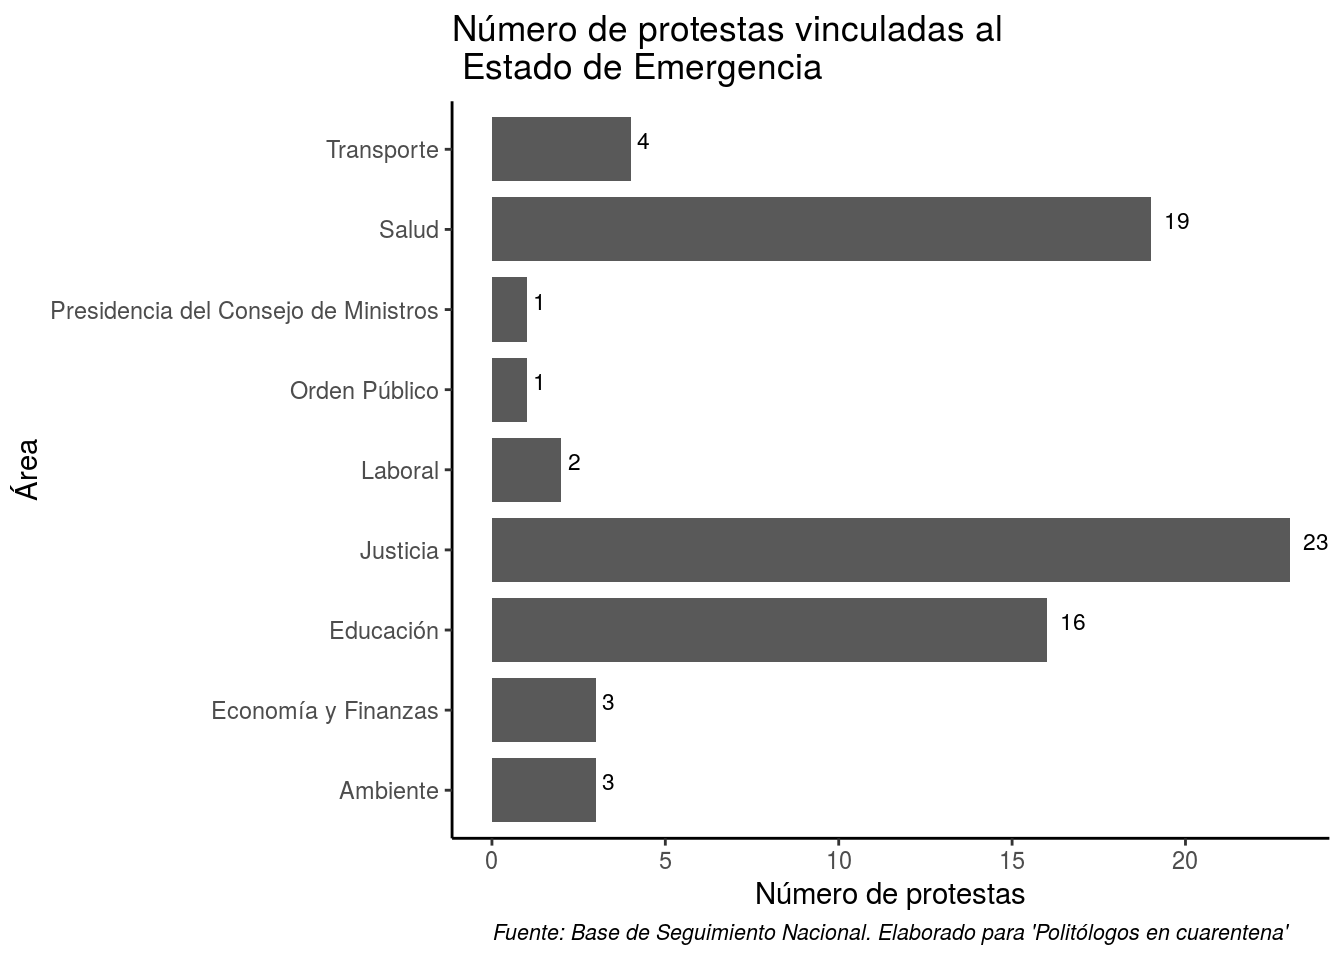 Número de protestas vinculadas al
Estado de Emergencia
Transporte
4
Salud
19
Presidencia del Consejo de Ministros
1
Orden Público
1
Laboral
2
Justicia
23
Educación
16
Economía y Finanzas
3
Ambiente
3
Área
0 5 10 15 20
Número de protestas
Fuente: Base de Seguimiento Nacional. Elaborado para 'Politólogos en cuarentena'